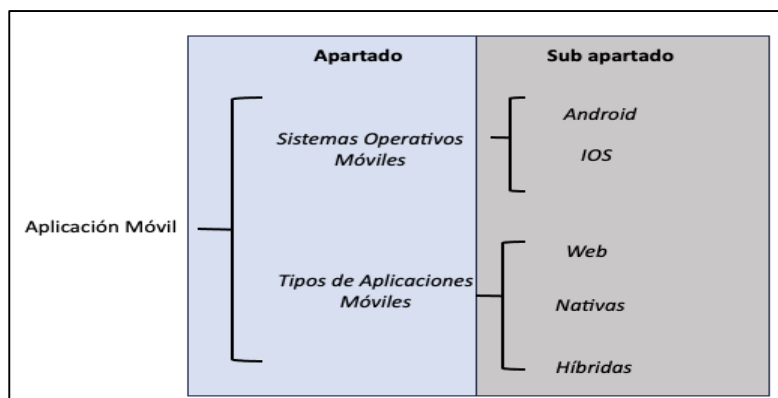 Apartado
Sub apartado
Aplicación Móvil
Sistemas Operativos
Móviles
Android
IOS
Tipos de Aplicaciones
Móviles
Web
Nativas
Híbridas